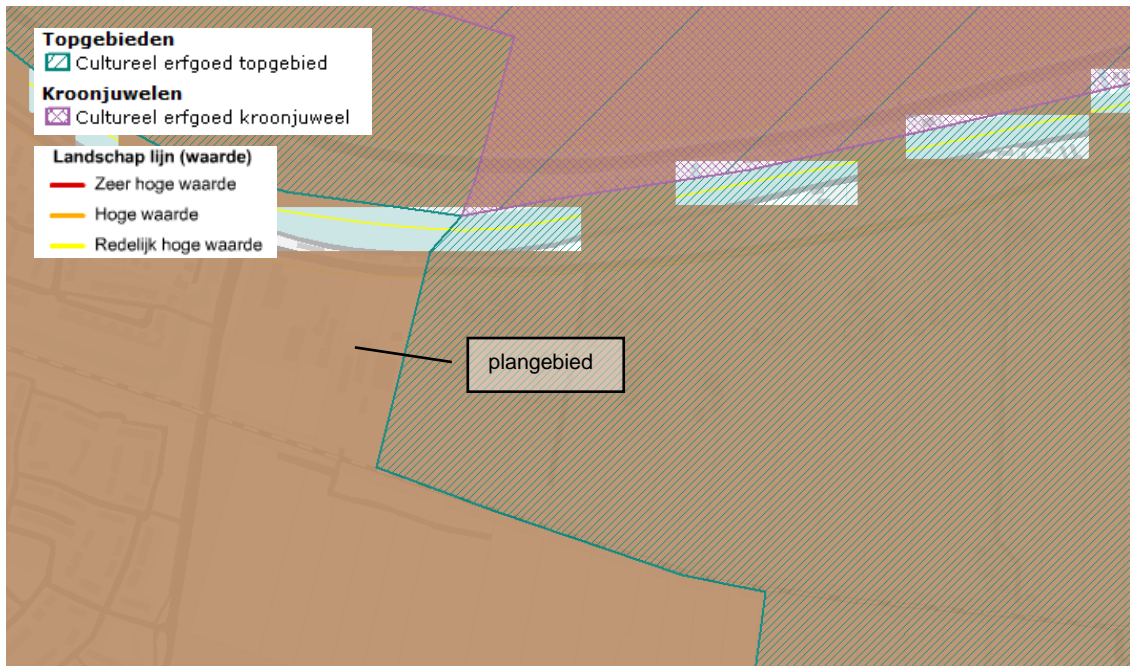 Topgebieden
Cultureel erfgoed topgebied
Kroonjuwelen
Cultureel erfgoed kroonjuweel
Landschap lijn (waarde)
Zeer hoge waarde
Hoge waarde
Redelijk hoge waarde
plangebied